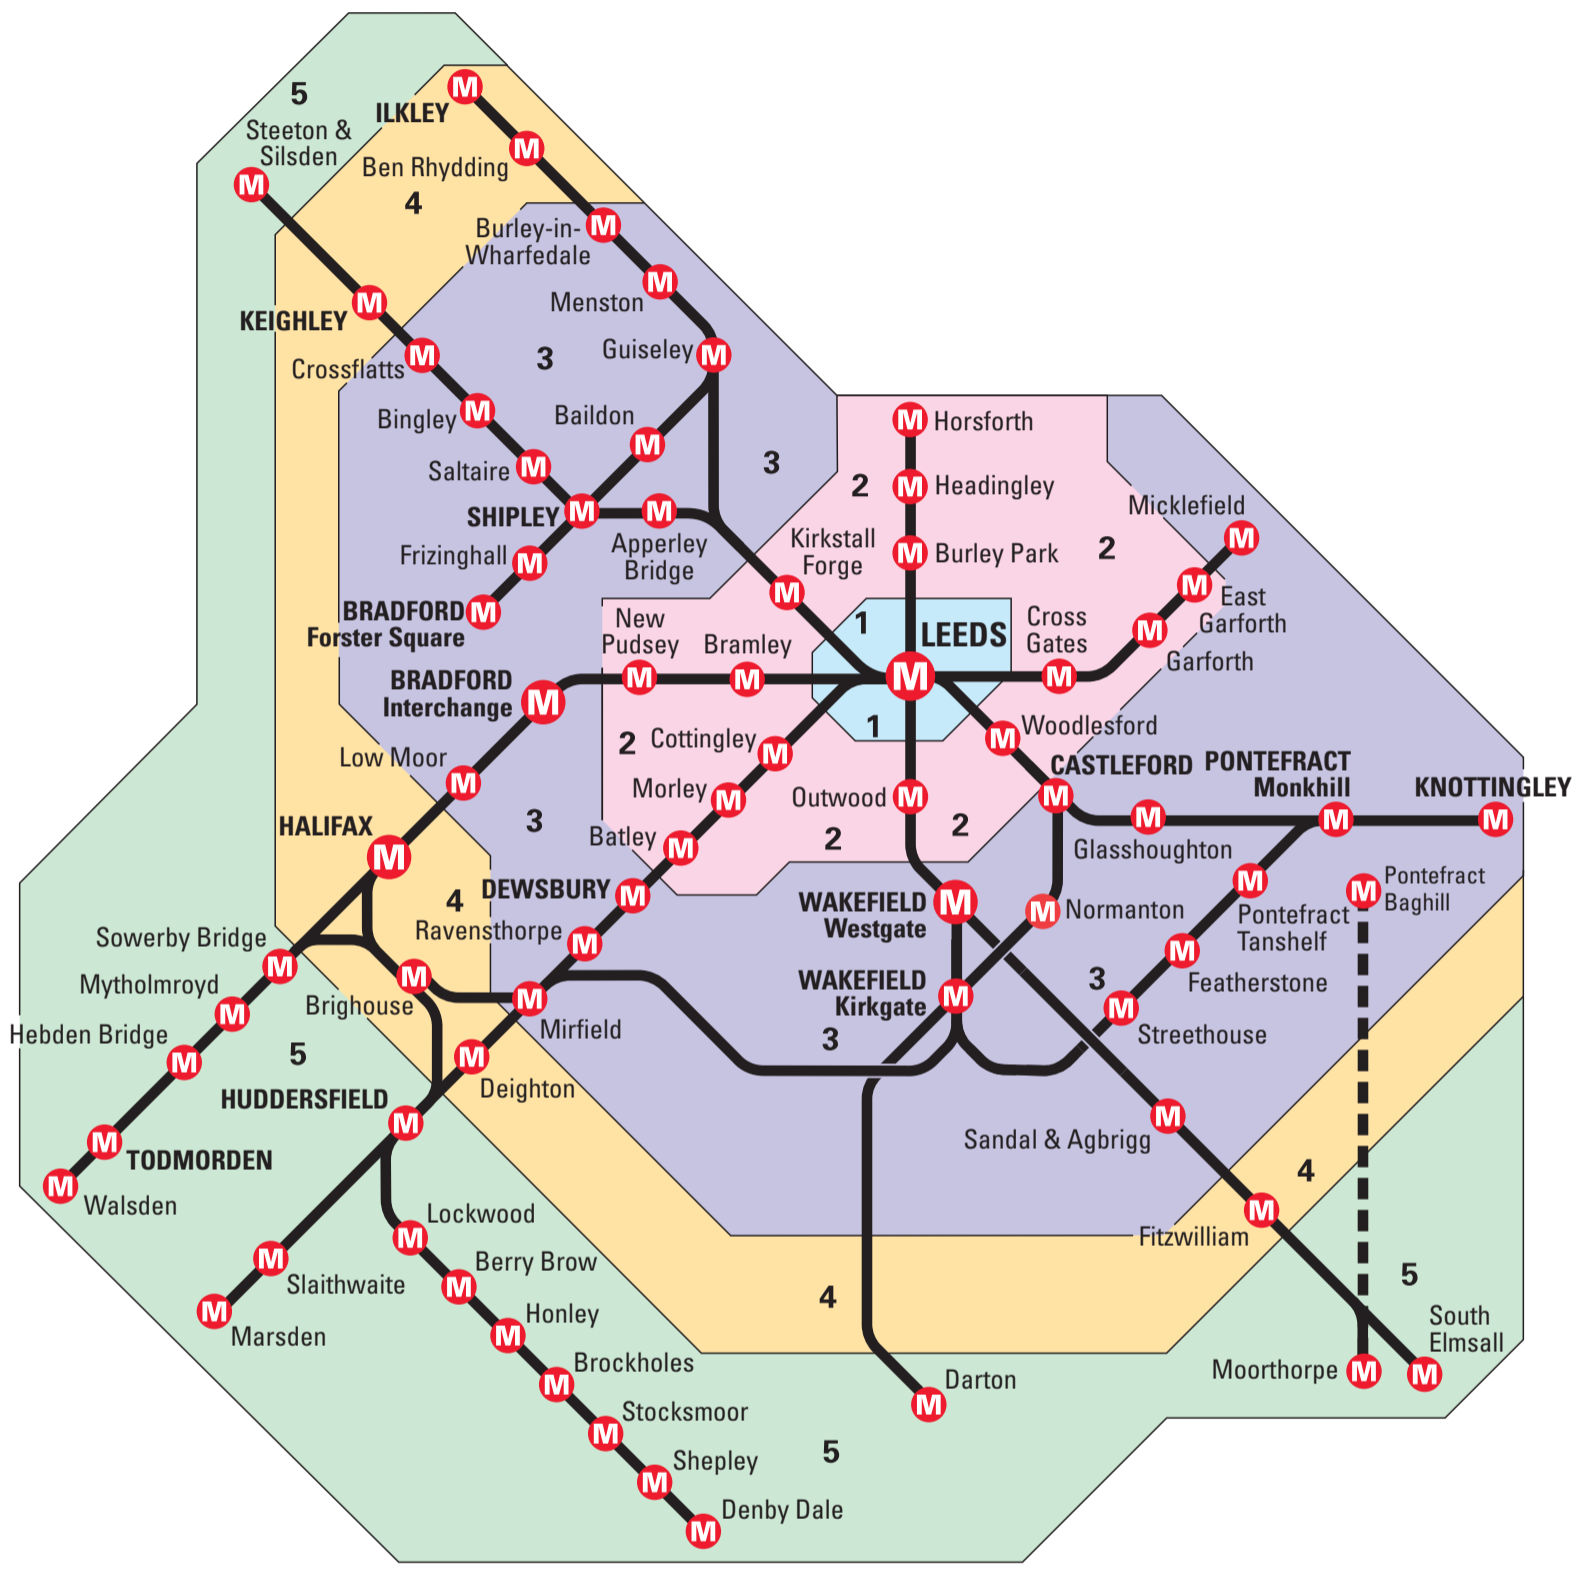 5
Steeton &
Silsden
M
ILKLEY
M
Ben Rhydding
M
4
Burley-in-
Wharfedale
M
Menston
M
KEIGHLEY
M
Crossflatts
M
3
Guiseley
M
Bingley
M
Baildon
M
Saltaire
M
3
SHIPLEY
M
M
Apperley
Bridge
Frizinghall
M
BRADFORD
Forster Square
M
M
Horsforth
2
M
Headingley
Kirkstall
Forge
M
M
Burley Park
2
Micklefield
M
M
East
Garforth
M
Garforth
Cross
Gates
M
1
LEEDS
M
1
New
Pudsey
M
Bramley
M
BRADFORD
Interchange
M
2
Cottingley
M
Morley
M
Batley
M
Low Moor
M
3
HALIFAX
M
4
DEWSBURY
M
Ravensthorpe
M
Outwood
M
2
2
Woodlesford
M
CASTLEFORD
M
PONTEFRACT
Monkhill
M
KNOTTINGLEY
M
M
Glasshoughton
M
Pontefract
Tanshelf
M
Pontefract
Baghill
WAKEFIELD
Westgate
M
M
Normanton
M
Featherstone
WAKEFIELD
Kirkgate
M
3
M
Streethouse
3
Sowerby Bridge
M
Mytholmroyd
M
Hebden Bridge
M
Brighouse
M
M
Mirfield
5
M
Deighton
HUDDERSFIELD
M
M
TODMORDEN
M
Walsden
Sandal & Agbrigg
M
4
Fitzwilliam
M
5
South
Elmsall
M
Moorthorpe
M
Lockwood
M
Berry Brow
M
M
Slaithwaite
M
Marsden
Honley
M
Brockholes
M
Stocksmoor
M
Shepley
M
Denby Dale
M
4
Darton
M
5